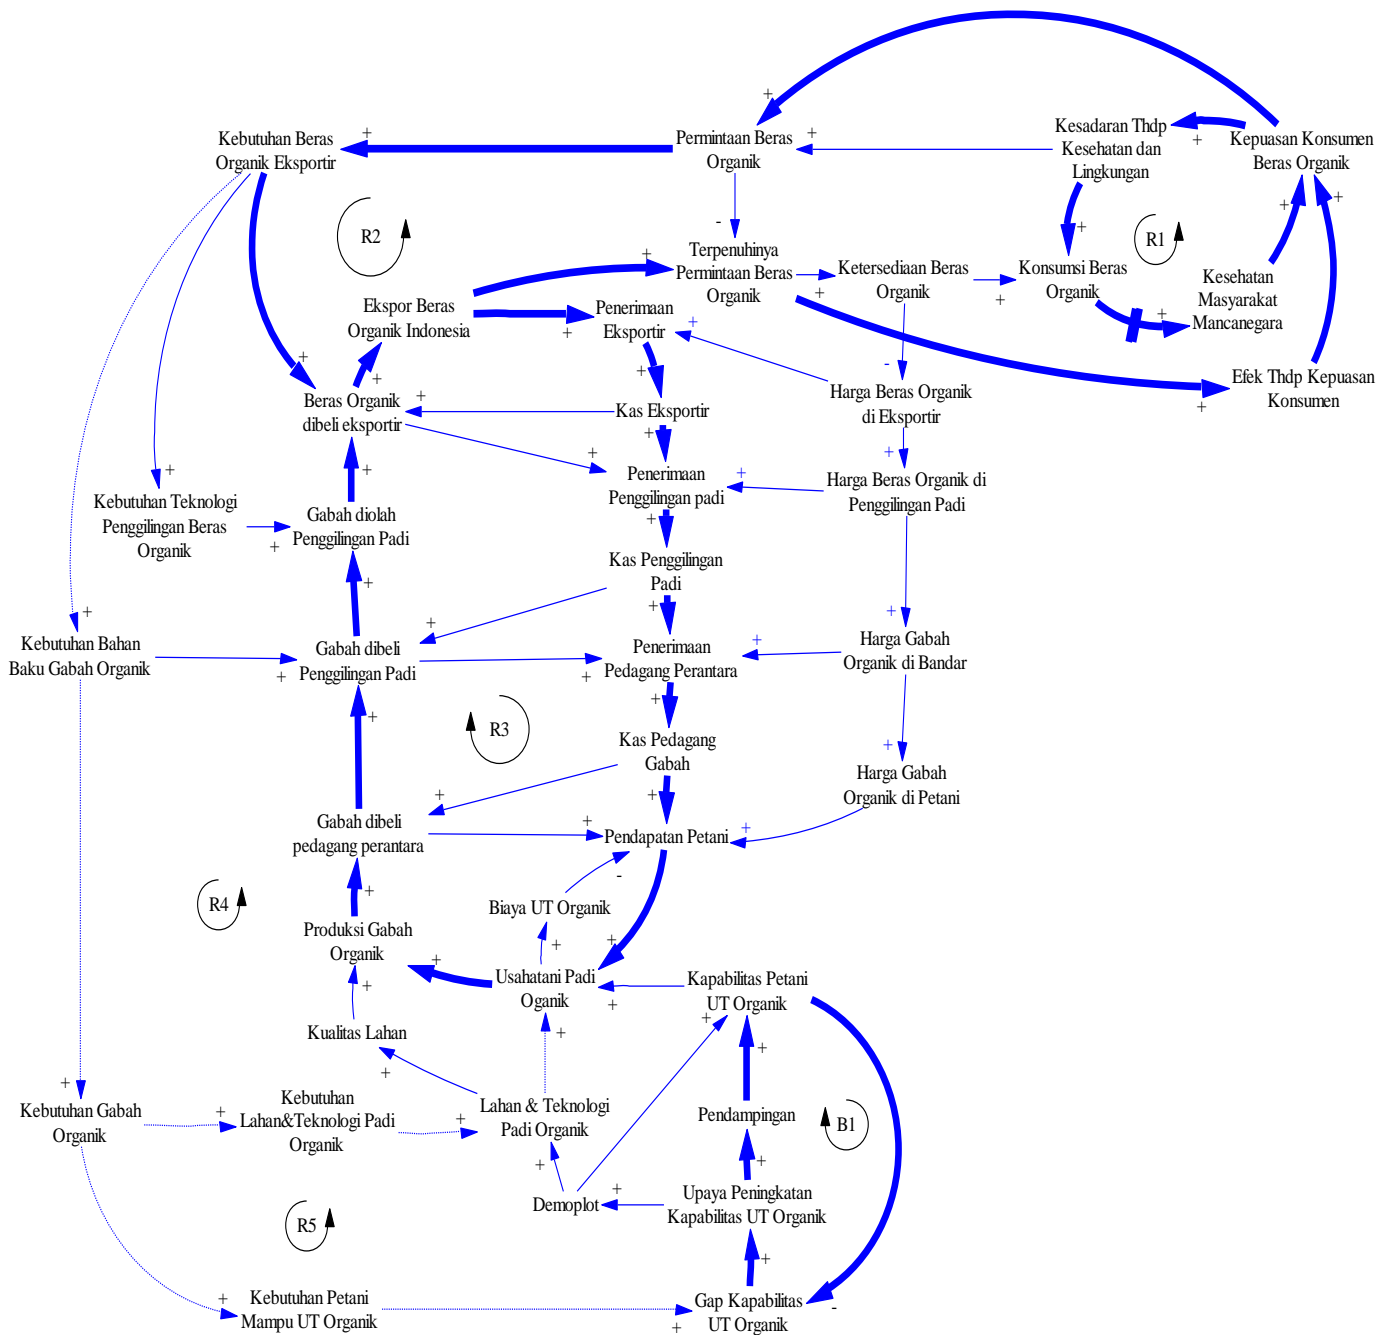 Kebutuhan Beras
Organik Eksportir
Permintaan Beras
Organik
Kesadaran Thdp
Kesehatan dan
Lingkungan
Kepuasan Konsumen
Beras Organik
R2
R1
Terpenuhinya
Permintaan Beras
Organik
Ketersediaan Beras
Organik
Konsumsi Beras
Organik
Kesehatan
Masyarakat
Mancanegara
Ekspor Beras
Organik Indonesia
Penerimaan
Eksportir
Efek Thdp Kepuasan
Konsumen
Beras Organik
dibeli eksportir
Kas Eksportir
Harga Beras Organik
di Eksportir
Kebutuhan Teknologi
Penggilingan Beras
Organik
Gabah diolah
Penggilingan Padi
Penerimaan
Penggilingan padi
Harga Beras Organik di
Penggilingan Padi
Kas Penggilingan
Padi
Kebutuhan Bahan
Baku Gabah Organik
Gabah dibeli
Penggilingan Padi
Penerimaan
Pedagang Perantara
Harga Gabah
Organik di Bandar
R3
Kas Pedagang
Gabah
Harga Gabah
Organik di Petani
Gabah dibeli
pedagang perantara
Pendapatan Petani
R4
Biaya UT Organik
Produksi Gabah
Organik
Usahatani Padi
Oganik
Kapabilitas Petani
UT Organik
Kualitas Lahan
Kebutuhan Gabah
Organik
Kebutuhan
Lahan&Teknologi Padi
Organik
Lahan & Teknologi
Padi Organik
Pendampingan
B1
Demoplot
Upaya Peningkatan
Kapabilitas UT Organik
R5
Kebutuhan Petani
Mampu UT Organik
Gap Kapabilitas
UT Organik